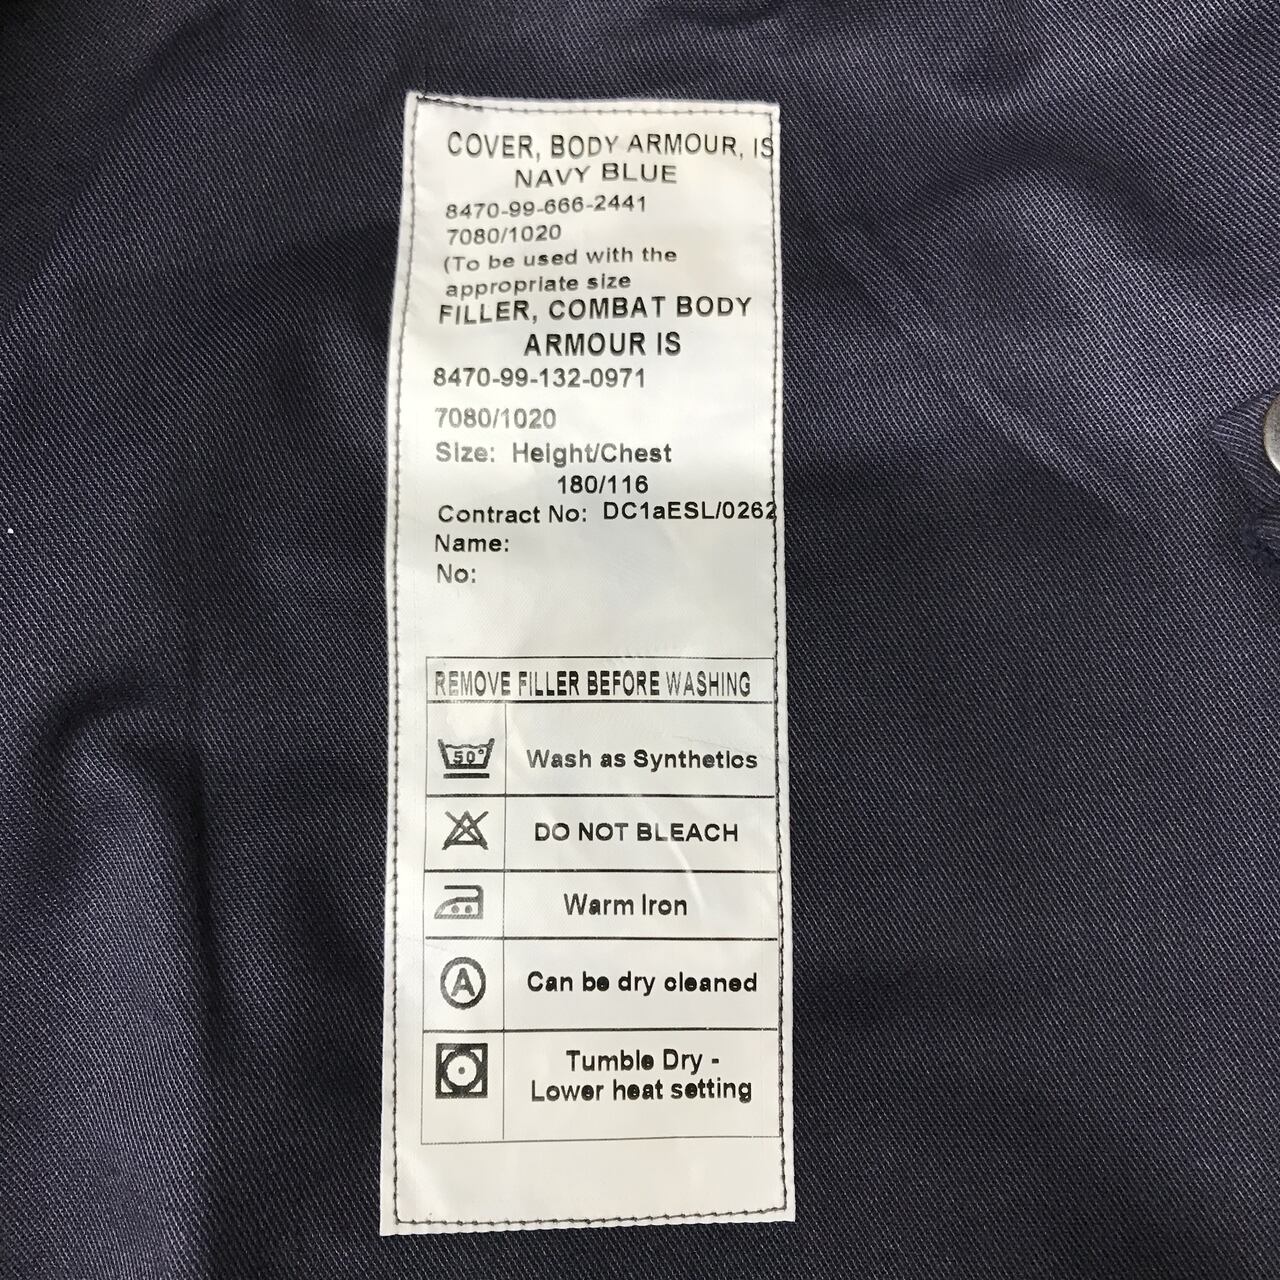 COVER, BODY ARMOUR, IS
NAVY BLUE
8470-99-666-2441
7080/1020
(To be used with the
appropriate size
FILLER, COMBAT BODY
ARMOUR IS
8470-99-132-0971
7080/1020
Size: Height/Chest
180/116
Contract No: DC1aESL/0262
Name:
No:
REMOVE FILLER BEFORE WASHING
50° Wash as Synthetics
DO NOT BLEACH
Warm Iron
A Can be dry cleaned
Tumble Dry -
Lower heat setting